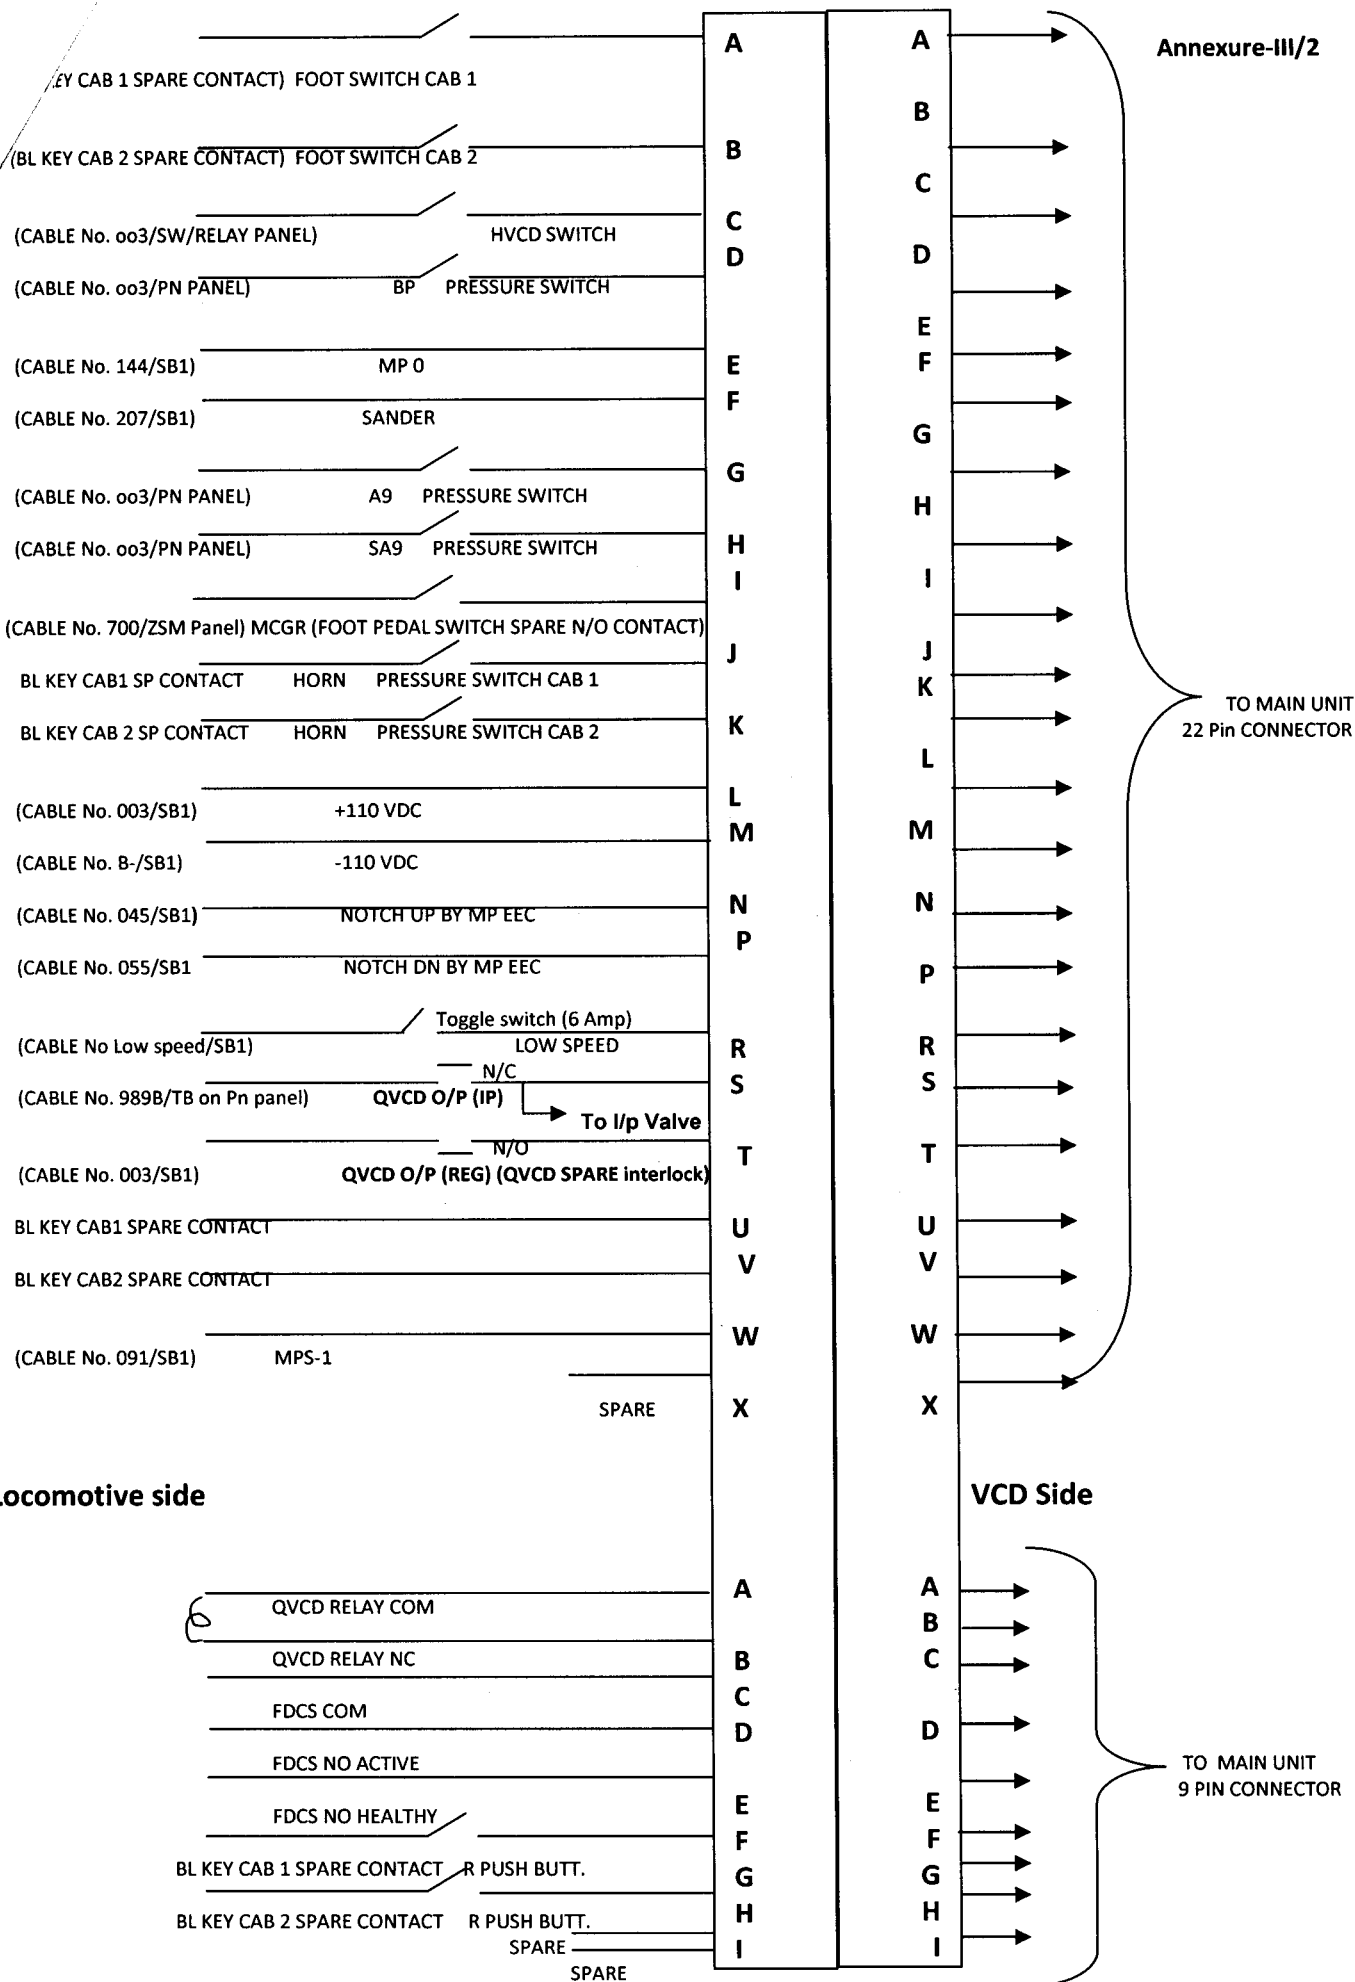 A A
Annexure-III/2
EY CAB 1 SPARE CONTACT) FOOT SWITCH CAB 1
B
(BL KEY CAB 2 SPARE CONTACT) FOOT SWITCH CAB 2
B
C
C
(CABLE No. oo3/SW/RELAY PANEL) HVCD SWITCH
D D
(CABLE No. oo3/PN PANEL) BP PRESSURE SWITCH
E
(CABLE No. 144/SB1) MP 0
E F
F
(CABLE No. 207/SB1) SANDER
G
G
(CABLE No. oo3/PN PANEL) A9 PRESSURE SWITCH
H
(CABLE No. oo3/PN PANEL) SA9 PRESSURE SWITCH
H
I I
(CABLE No. 700/ZSM Panel) MCGR (FOOT PEDAL SWITCH SPARE N/O CONTACT)
J J
BL KEY CAB1 SP CONTACT HORN PRESSURE SWITCH CAB 1
K
TO MAIN UNIT
22 Pin CONNECTOR
BL KEY CAB 2 SP CONTACT HORN PRESSURE SWITCH CAB 2
K
L
L
(CABLE No. 003/SB1) +110 VDC
M M
(CABLE No. B-/SB1) -110 VDC
N N
(CABLE No. 045/SB1) NOTCH UP BY MP EEC
P
(CABLE No. 055/SB1 NOTCH DN BY MP EEC
P
Toggle switch (6 Amp)
(CABLE No Low speed/SB1) LOW SPEED
R R
N/C
S S
(CABLE No. 989B/TB on Pn panel) QVCD O/P (IP)
To I/p Valve
N/O
T T
(CABLE No. 003/SB1) QVCD O/P (REG) (QVCD SPARE interlock)
BL KEY CAB1 SPARE CONTACT
U U
V V
BL KEY CAB2 SPARE CONTACT
W W
(CABLE No. 091/SB1) MPS-1
SPARE
X X
Locomotive side
VCD Side
A A
QVCD RELAY COM
B
QVCD RELAY NC
B C
C
FDCS COM
D D
FDCS NO ACTIVE
TO MAIN UNIT
9 PIN CONNECTOR
E E
FDCS NO HEALTHY
F F
BL KEY CAB 1 SPARE CONTACT R PUSH BUTT.
G G
BL KEY CAB 2 SPARE CONTACT R PUSH BUTT.
H H
SPARE
I I
SPARE